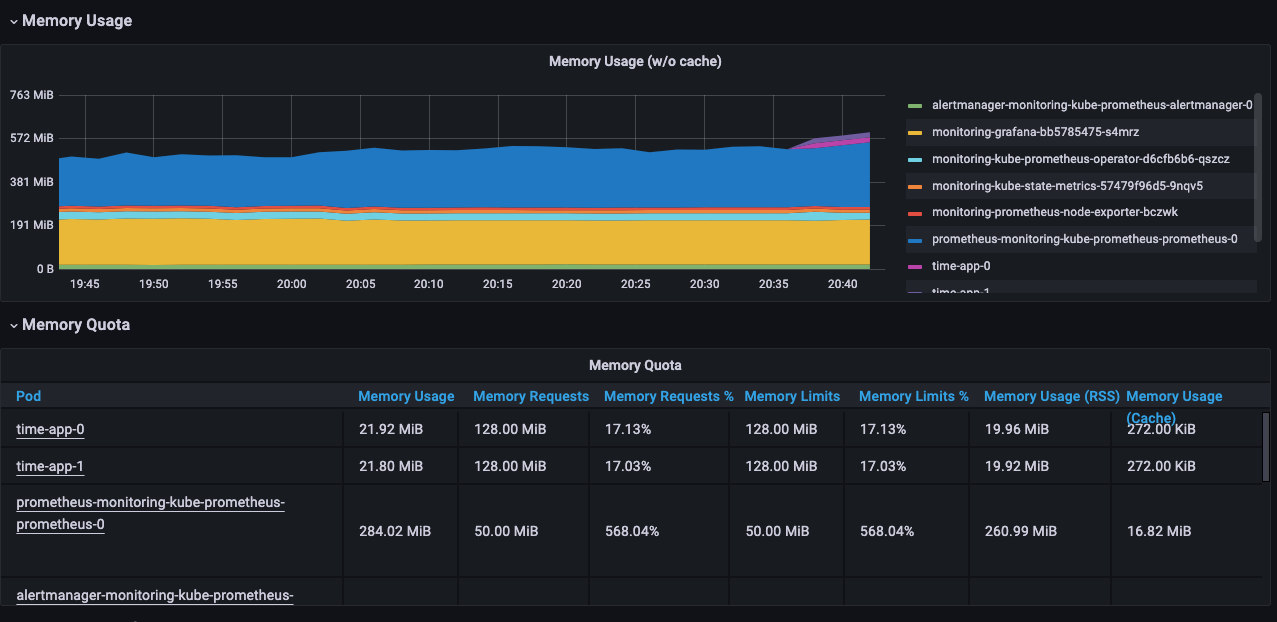 Memory Usage
Memory Usage (w/o cache)
763 MiB
572 MiB
381 MiB
191 MiB
0 B
19:45 19:50 19:55 20:00 20:05 20:10 20:15 20:20 20:25 20:30 20:35 20:40
alertmanager-monitoring-kube-prometheus-alertmanager-0
monitoring-grafana-bb5785475-s4mrz
monitoring-kube-prometheus-operator-d6cfb6b6-qszcz
monitoring-kube-state-metrics-57479f96d5-9nqv5
monitoring-prometheus-node-exporter-bczwk
prometheus-monitoring-kube-prometheus-prometheus-0
time-app-0
time-app-1
Memory Quota
Memory Quota
Pod Memory Usage Memory Requests Memory Requests % Memory Limits Memory Limits % Memory Usage (RSS) Memory Usage
(Cache)
time-app-0 21.92 MiB 128.00 MiB 17.13% 128.00 MiB 17.13% 19.96 MiB 272.00 KiB
time-app-1 21.80 MiB 128.00 MiB 17.03% 128.00 MiB 17.03% 19.92 MiB 272.00 KiB
prometheus-monitoring-kube-prometheus-
prometheus-0 284.02 MiB 50.00 MiB 568.04% 50.00 MiB 568.04% 260.99 MiB 16.82 MiB
alertmanager-monitoring-kube-prometheus-